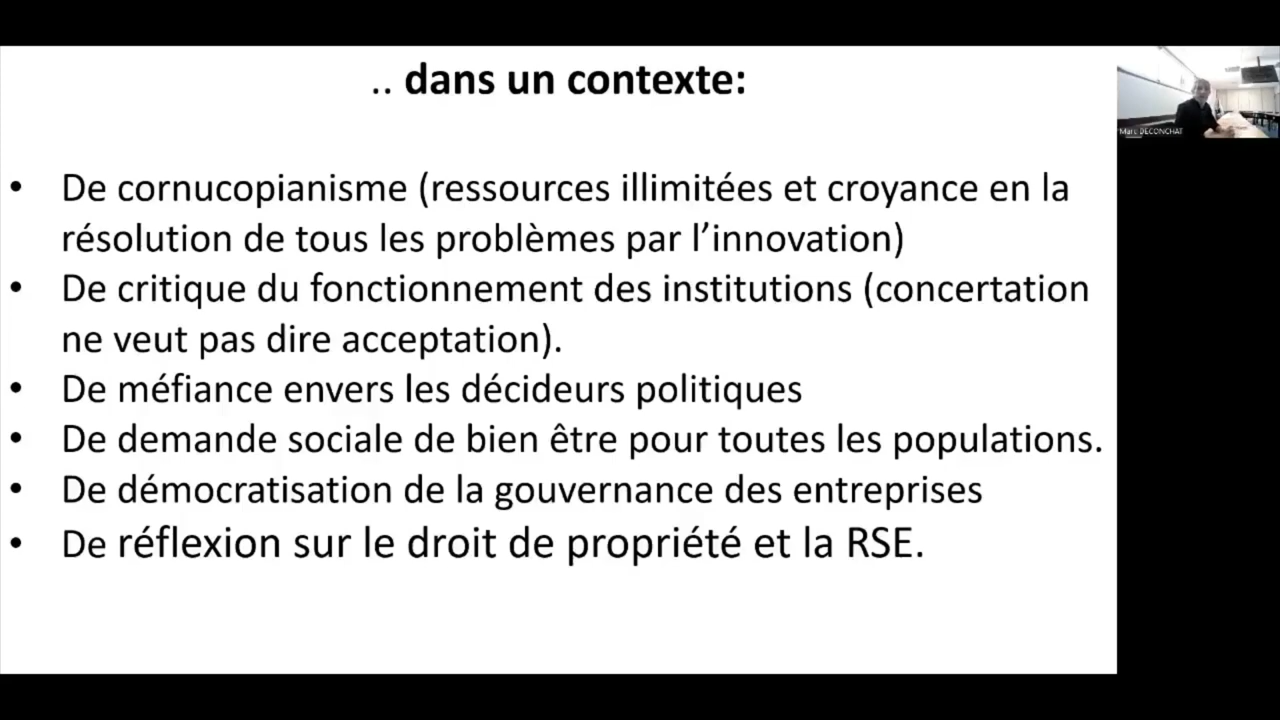 .. dans un contexte:
• De cornucopianisme (ressources illimitées et croyance en la
résolution de tous les problèmes par l’innovation)
• De critique du fonctionnement des institutions (concertation
ne veut pas dire acceptation).
• De méfiance envers les décideurs politiques
• De demande sociale de bien être pour toutes les populations.
• De démocratisation de la gouvernance des entreprises
• De réflexion sur le droit de propriété et la RSE.
Marc DECONCHAT